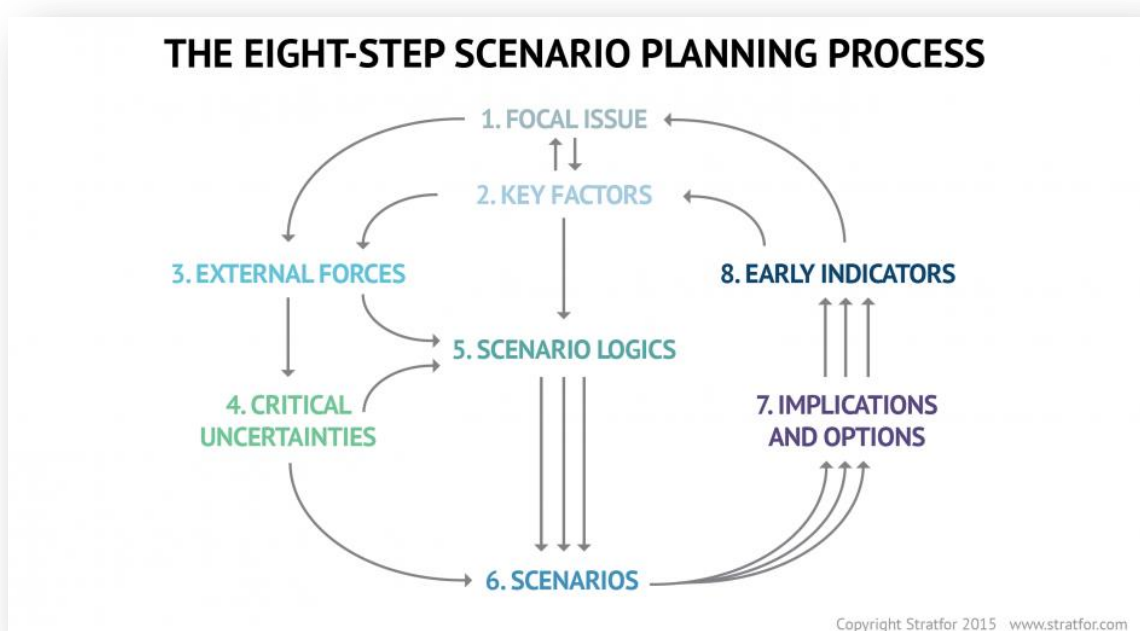 THE EIGHT-STEP SCENARIO PLANNING PROCESS
1. FOCAL ISSUE
2. KEY FACTORS
3. EXTERNAL FORCES
8. EARLY INDICATORS
5. SCENARIO LOGICS
4. CRITICAL
UNCERTAINTIES
7. IMPLICATIONS
AND OPTIONS
6. SCENARIOS
Copyright Stratfor 2015 www.stratfor.com